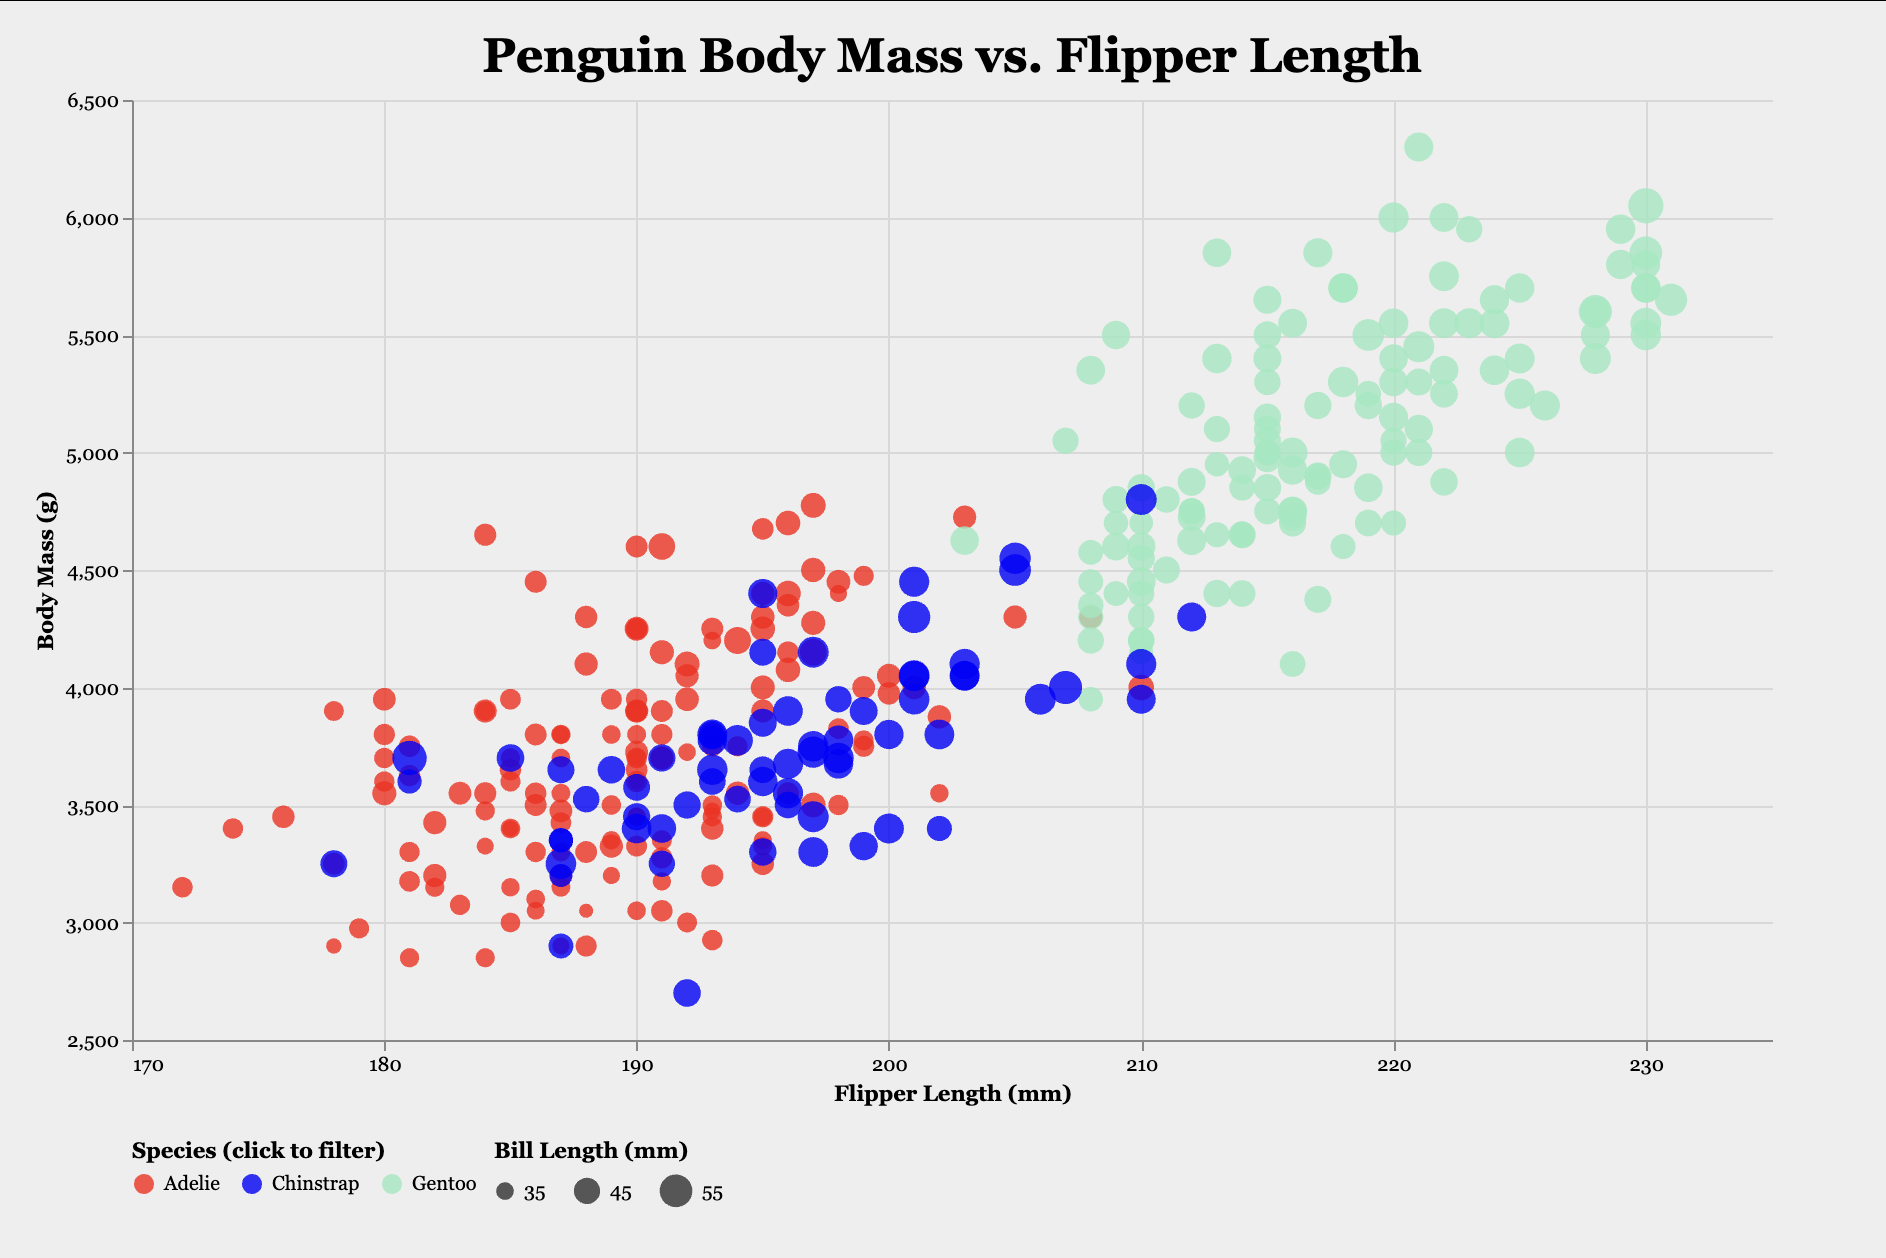 Penguin Body Mass vs. Flipper Length
Body Mass (g)
6,500
6,000
5,500
5,000
4,500
4,000
3,500
3,000
2,500
170 180 190 200 210 220 230
Flipper Length (mm)
Species (click to filter)
Adelie Chinstrap Gentoo
Bill Length (mm)
35 45 55